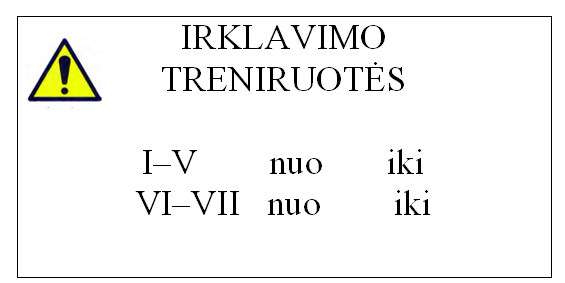 IRKLAVIMO
TRENIRUOTĖS
I–V nuo iki
VI–VII nuo iki